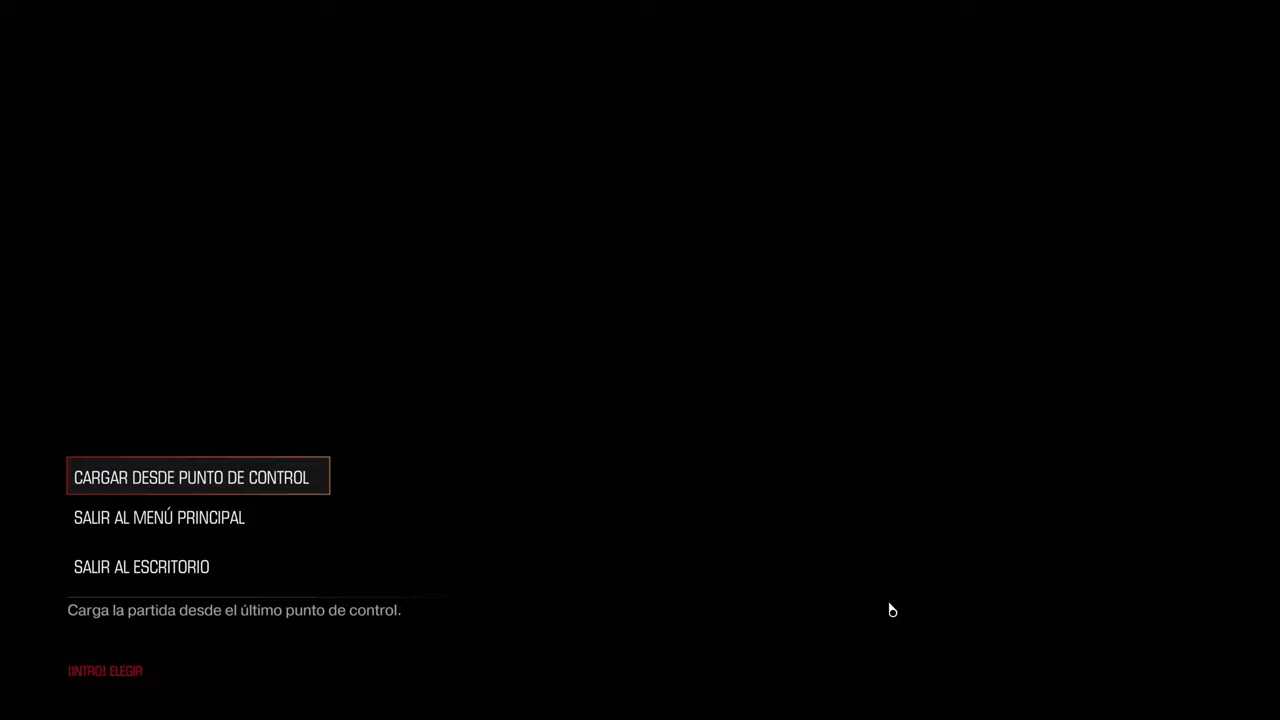 CARGAR DESDE PUNTO DE CONTROL
SALIR AL MENÚ PRINCIPAL
SALIR AL ESCRITORIO
Carga la partida desde el último punto de control.
[INTRO] ELEGIR